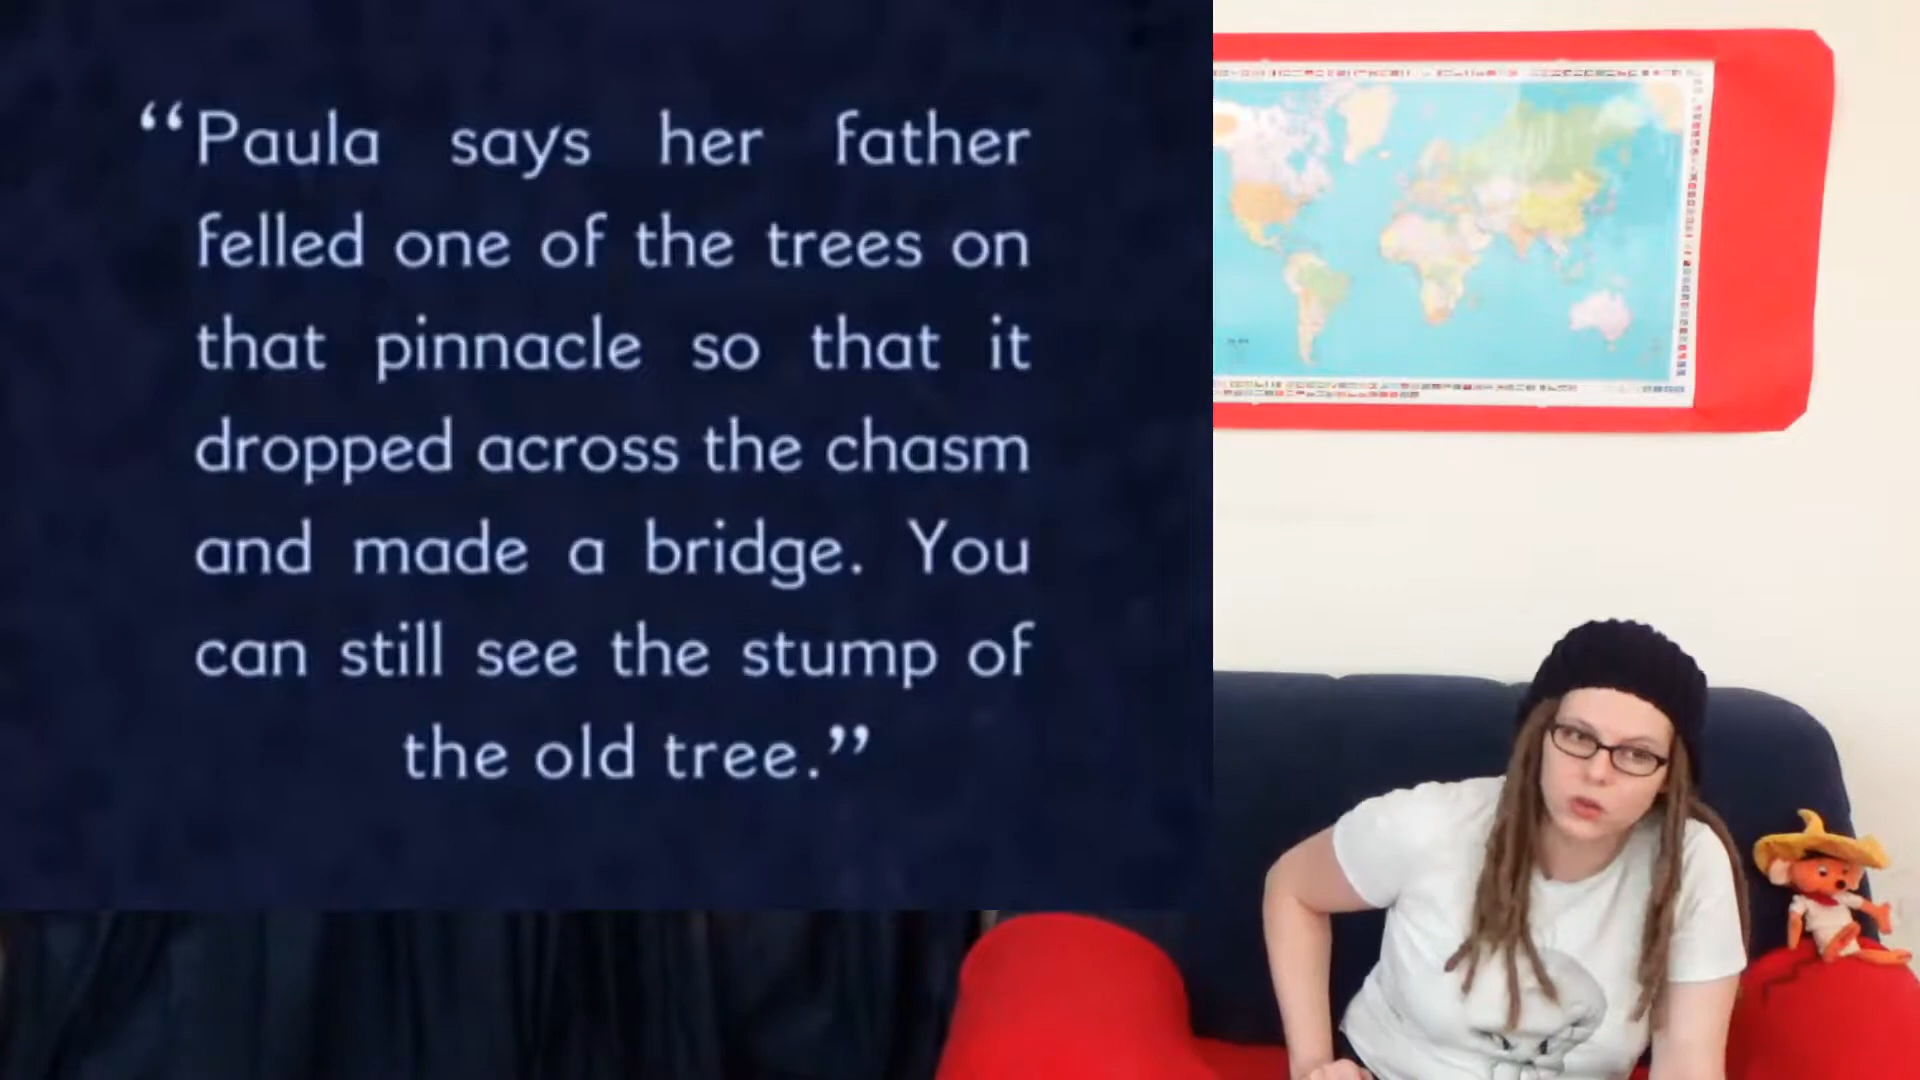 “Paula says her father
felled one of the trees on
that pinnacle so that it
dropped across the chasm
and made a bridge. You
can still see the stump of
the old tree.”